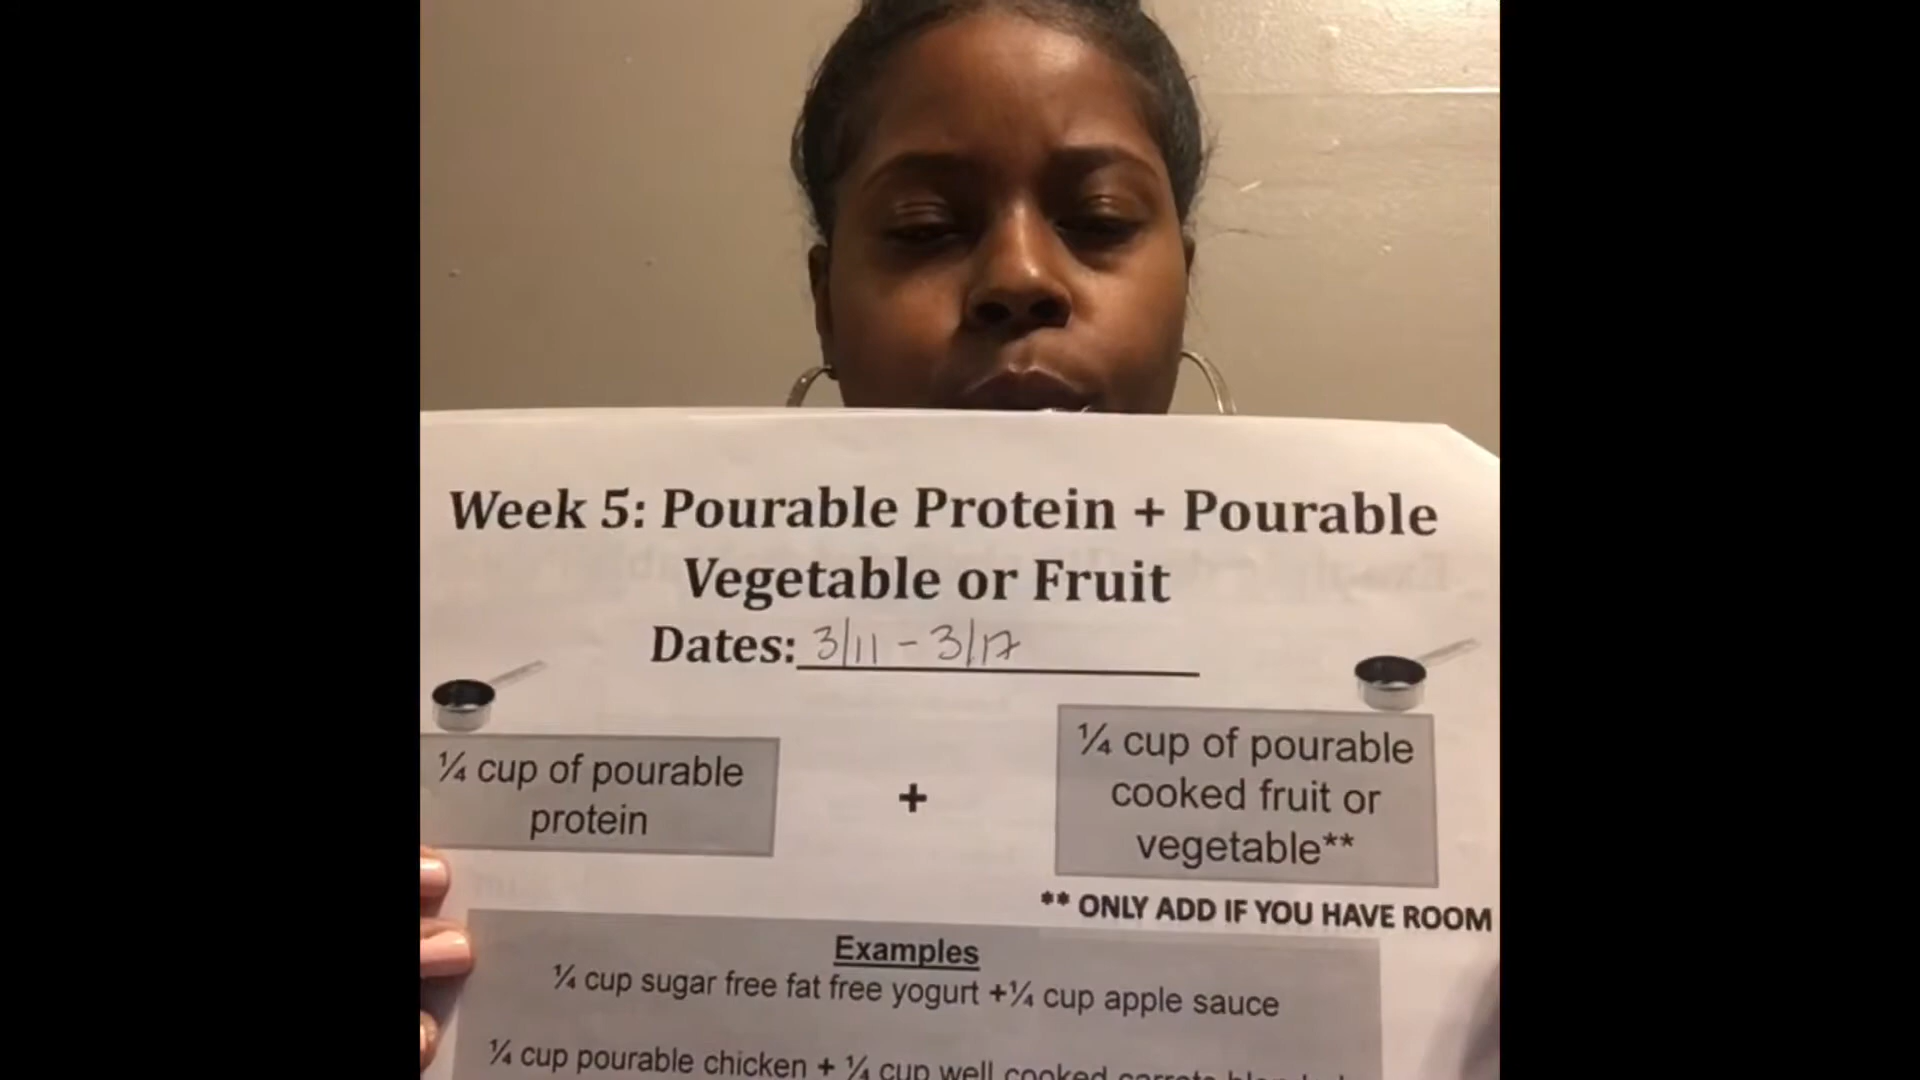 Week 5: Pourable Protein + Pourable
Vegetable or Fruit
Dates: 3/11 - 3/17
¼ cup of pourable
protein
+
¼ cup of pourable
cooked fruit or
vegetable**
** ONLY ADD IF YOU HAVE ROOM
Examples
¼ cup sugar free fat free yogurt +¼ cup apple sauce
¼ cup pourable chicken + ¼ cup well cooked carrots blended